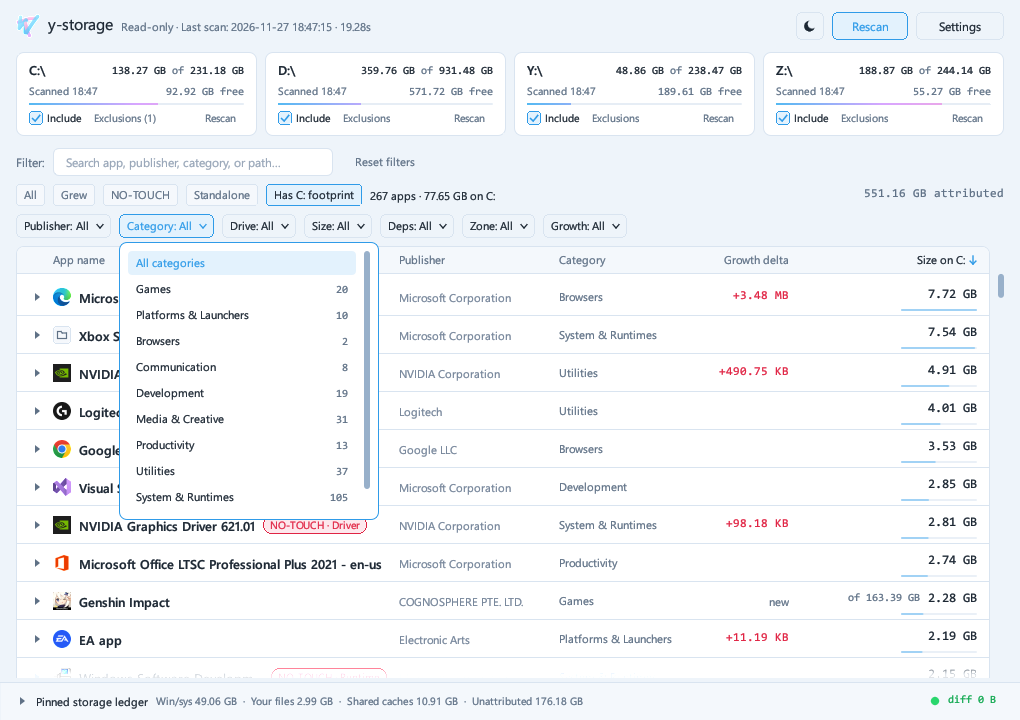 y-storage Read-only · Last scan: 2026-11-27 18:47:15 · 19.28s Rescan Settings
C:\ 138.27 GB of 231.18 GB
Scanned 18:47 92.92 GB free
Include Exclusions (1) Rescan
D:\ 359.76 GB of 931.48 GB
Scanned 18:47 571.72 GB free
Include Exclusions Rescan
Y:\ 48.86 GB of 238.47 GB
Scanned 18:47 189.61 GB free
Include Exclusions Rescan
Z:\ 188.87 GB of 244.14 GB
Scanned 18:47 55.27 GB free
Include Exclusions Rescan
Filter: Search app, publisher, category, or path... Reset filters
All Grew NO-TOUCH Standalone Has C: footprint 267 apps · 77.65 GB on C: 551.16 GB attributed
Publisher: All Category: All Drive: All Size: All Deps: All Zone: All Growth: All
All categories
Games 20
Platforms & Launchers 10
Browsers 2
Communication 8
Development 19
Media & Creative 31
Productivity 13
Utilities 37
System & Runtimes 105
App name Publisher Category Growth delta Size on C:
Micros Microsoft Corporation Browsers +3.48 MB 7.72 GB
Xbox S Microsoft Corporation System & Runtimes 7.54 GB
NVIDIA NVIDIA Corporation Utilities +490.75 KB 4.91 GB
Logitec Logitech Utilities 4.01 GB
Google Google LLC Browsers 3.53 GB
Visual S Microsoft Corporation Development 2.85 GB
NVIDIA Graphics Driver 621.01 NO-TOUCH · Driver NVIDIA Corporation System & Runtimes +98.18 KB 2.81 GB
Microsoft Office LTSC Professional Plus 2021 - en-us Microsoft Corporation Productivity 2.74 GB
Genshin Impact COGNOSPHERE PTE. LTD. Games new of 163.39 GB 2.28 GB
EA app Electronic Arts Platforms & Launchers +11.19 KB 2.19 GB
Windows Software Developm 2.15 GB
Pinned storage ledger Win/sys 49.06 GB · Your files 2.99 GB · Shared caches 10.91 GB · Unattributed 176.18 GB diff 0 B